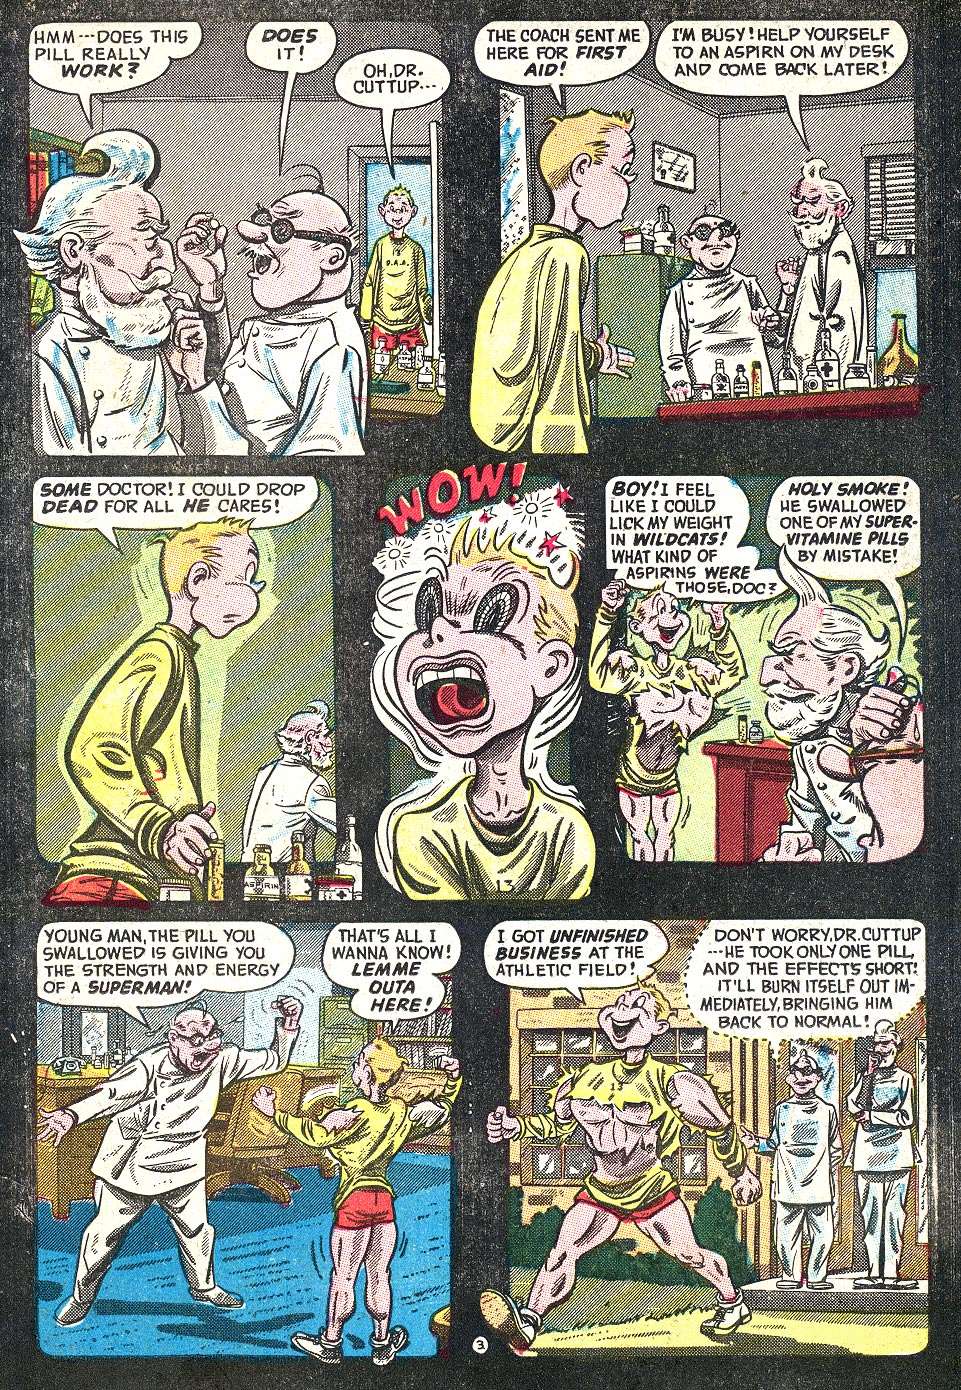 HMM---DOES THIS
PILL REALLY
WORK?
DOES
IT!
OH, DR.
CUTTUP---
B.A.A.
THE COACH SENT ME
HERE FOR FIRST
AID!
I'M BUSY! HELP YOURSELF
TO AN ASPIRN ON MY DESK
AND COME BACK LATER!
SOME DOCTOR! I COULD DROP
DEAD FOR ALL HE CARES!
ASPIRIN
WOW!
13
BOY! I FEEL
LIKE I COULD
LICK MY WEIGHT
IN WILDCATS!
WHAT KIND OF
ASPIRINS WERE
THOSE, DOC?
HOLY SMOKE!
HE SWALLOWED
ONE OF MY SUPER-
VITAMINE PILLS
BY MISTAKE!
YOUNG MAN, THE PILL YOU
SWALLOWED IS GIVING YOU
THE STRENGTH AND ENERGY
OF A SUPERMAN!
THAT'S ALL I
WANNA KNOW!
LEMME
OUTA
HERE!
I GOT UNFINISHED
BUSINESS AT THE
ATHLETIC FIELD!
DON'T WORRY, DR. CUTTUP
---HE TOOK ONLY ONE PILL,
AND THE EFFECTS SHORT!
IT'LL BURN ITSELF OUT IM-
MEDIATELY, BRINGING HIM
BACK TO NORMAL!
13
3